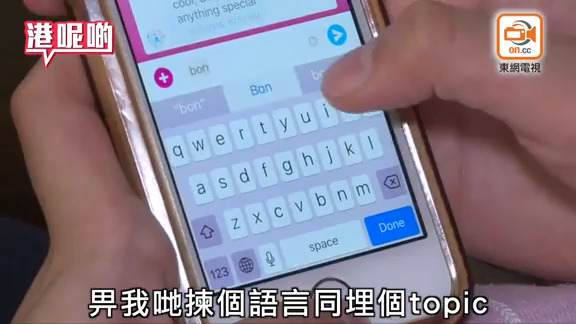 港呢啲
on.cc
東網電視
cool, b
anything special
bon
"bon"
Bon
q w e r t y u i
a s d f g h j k l
z x c v b n m
123
space
Done
畀我哋揀個語言同埋個topic